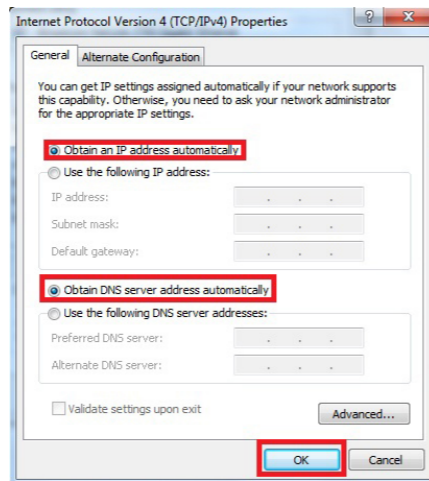 Internet Protocol Version 4 (TCP/IPv4) Properties
General
Alternate Configuration
You can get IP settings assigned automatically if your network supports
this capability. Otherwise, you need to ask your network administrator
for the appropriate IP settings.
Obtain an IP address automatically
Use the following IP address:
IP address:
Subnet mask:
Default gateway:
Obtain DNS server address automatically
Use the following DNS server addresses:
Preferred DNS server:
Alternate DNS server:
Validate settings upon exit
Advanced...
OK
Cancel